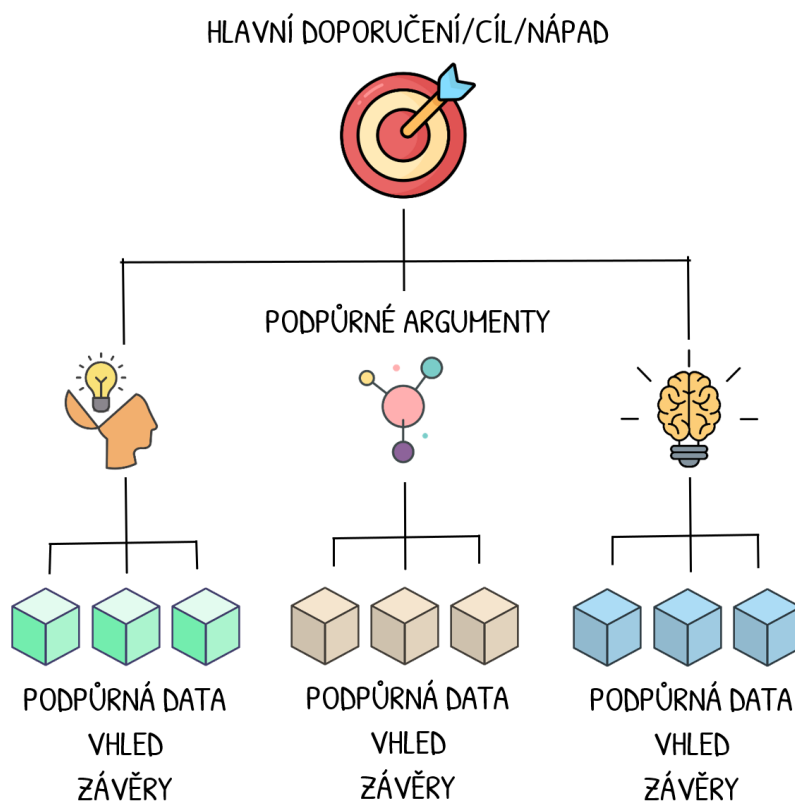 HLAVNÍ DOPORUČENÍ/CÍL/NÁPAD
PODPŮRNÉ ARGUMENTY
PODPŮRNÁ DATA
VHLED
ZÁVĚRY
PODPŮRNÁ DATA
VHLED
ZÁVĚRY
PODPŮRNÁ DATA
VHLED
ZÁVĚRY